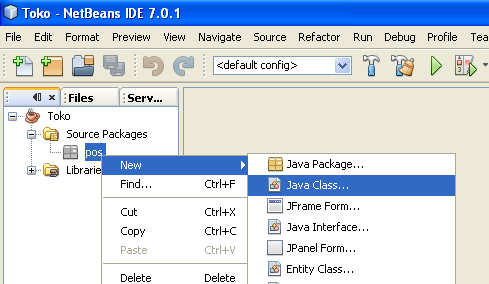 Toko - NetBeans IDE 7.0.1
File Edit View Navigate Source Refactor Run Debug Profile Tea
<default config>
Files Serv...
Toko
Source Packages
pos
Librarie
New
Find... Ctrl+F
Cut Ctrl+X
Copy Ctrl+C
Paste Ctrl+V
Delete Delete
Java Package...
Java Class...
JFrame Form...
Java Interface...
JPanel Form...
Entity Class...